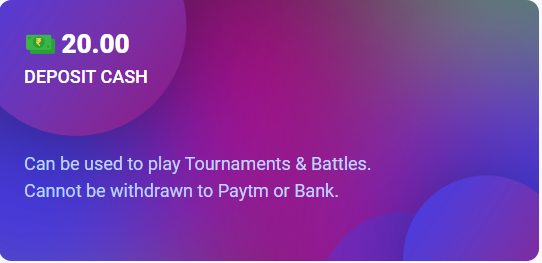 20.00
DEPOSIT CASH
Can be used to play Tournaments & Battles.
Cannot be withdrawn to Paytm or Bank.